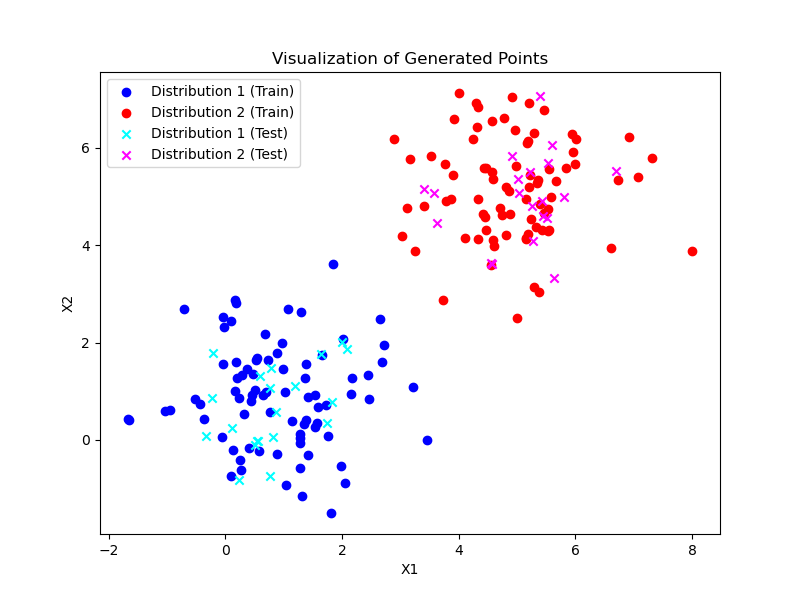 Visualization of Generated Points
Distribution 1 (Train)
Distribution 2 (Train)
Distribution 1 (Test)
Distribution 2 (Test)
6
4
X2
2
0
−2
0
2
4
6
8
X1